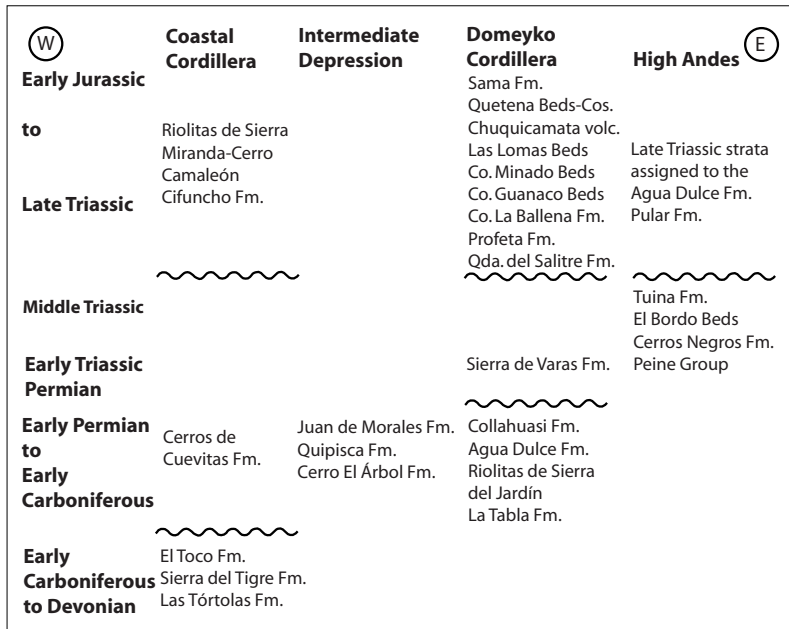 W
Coastal Cordillera
Intermediate Depression
Domeyko Cordillera
High Andes
E
Early Jurassic
to
Late Triassic
Riolitas de Sierra
Miranda-Cerro
Camaleón
Cifuncho Fm.
Sama Fm.
Quetena Beds-Cos.
Chuquicamata volc.
Las Lomas Beds
Co. Minado Beds
Co. Guanaco Beds
Co. La Ballena Fm.
Profeta Fm.
Qda. del Salitre Fm.
Late Triassic strata
assigned to the
Agua Dulce Fm.
Pular Fm.
Middle Triassic
Tuina Fm.
El Bordo Beds
Cerros Negros Fm.
Peine Group
Early Triassic
Permian
Sierra de Varas Fm.
Early Permian
to
Early
Carboniferous
Cerros de
Cuevitas Fm.
Juan de Morales Fm.
Quipisca Fm.
Cerro El Árbol Fm.
Collahuasi Fm.
Agua Dulce Fm.
Riolitas de Sierra
del Jardín
La Tabla Fm.
Early
Carboniferous
to Devonian
El Toco Fm.
Sierra del Tigre Fm.
Las Tórtolas Fm.